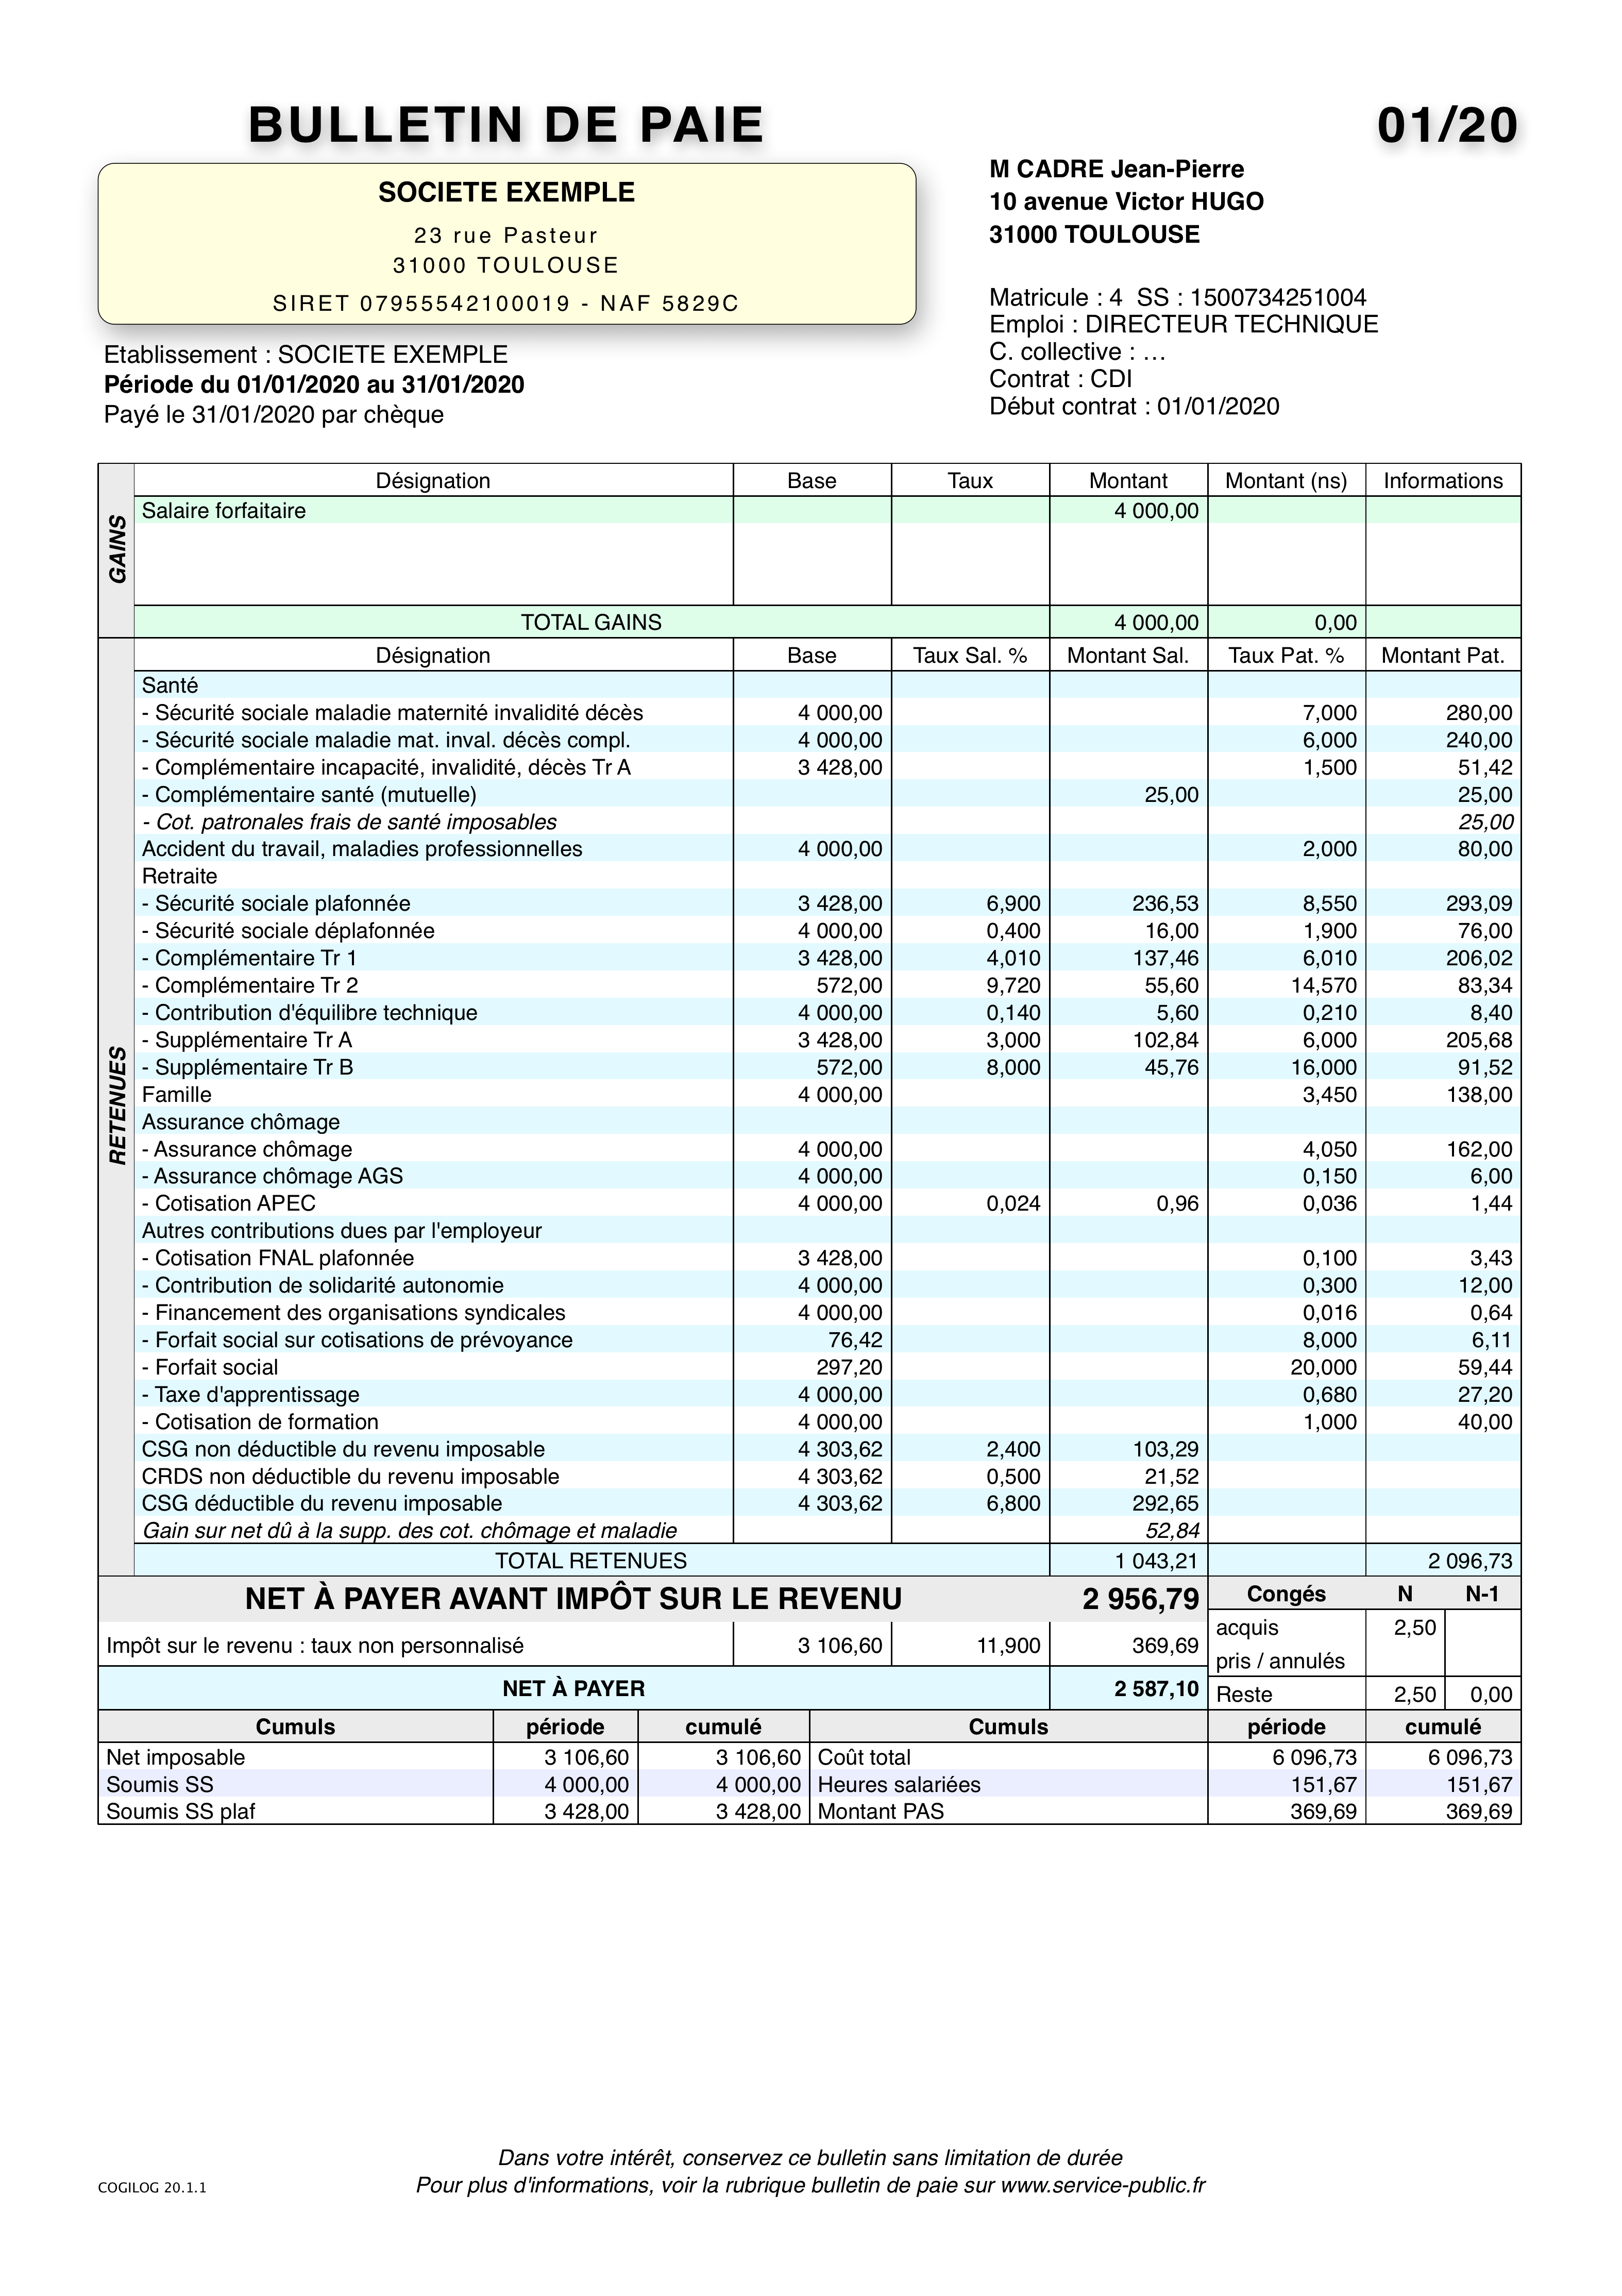 BULLETIN DE PAIE 01/20
SOCIETE EXEMPLE
23 rue Pasteur
31000 TOULOUSE
SIRET 07955542100019 - NAF 5829C
Etablissement : SOCIETE EXEMPLE
Période du 01/01/2020 au 31/01/2020
Payé le 31/01/2020 par chèque
M CADRE Jean-Pierre
10 avenue Victor HUGO
31000 TOULOUSE
Matricule : 4 SS : 1500734251004
Emploi : DIRECTEUR TECHNIQUE
C. collective : ...
Contrat : CDI
Début contrat : 01/01/2020
GAINS
Désignation Base Taux Montant Montant (ns) Informations
Salaire forfaitaire 4 000,00
TOTAL GAINS 4 000,00 0,00
RETENUES
Désignation Base Taux Sal. % Montant Sal. Taux Pat. % Montant Pat.
Santé
- Sécurité sociale maladie maternité invalidité décès 4 000,00 7,000 280,00
- Sécurité sociale maladie mat. inval. décès compl. 4 000,00 6,000 240,00
- Complémentaire incapacité, invalidité, décès Tr A 3 428,00 1,500 51,42
- Complémentaire santé (mutuelle) 25,00 25,00
- Cot. patronales frais de santé imposables 25,00
Accident du travail, maladies professionnelles 4 000,00 2,000 80,00
Retraite
- Sécurité sociale plafonnée 3 428,00 6,900 236,53 8,550 293,09
- Sécurité sociale déplafonnée 4 000,00 0,400 16,00 1,900 76,00
- Complémentaire Tr 1 3 428,00 4,010 137,46 6,010 206,02
- Complémentaire Tr 2 572,00 9,720 55,60 14,570 83,34
- Contribution d'équilibre technique 4 000,00 0,140 5,60 0,210 8,40
- Supplémentaire Tr A 3 428,00 3,000 102,84 6,000 205,68
- Supplémentaire Tr B 572,00 8,000 45,76 16,000 91,52
Famille 4 000,00 3,450 138,00
Assurance chômage
- Assurance chômage 4 000,00 4,050 162,00
- Assurance chômage AGS 4 000,00 0,150 6,00
- Cotisation APEC 4 000,00 0,024 0,96 0,036 1,44
Autres contributions dues par l'employeur
- Cotisation FNAL plafonnée 3 428,00 0,100 3,43
- Contribution de solidarité autonomie 4 000,00 0,300 12,00
- Financement des organisations syndicales 4 000,00 0,016 0,64
- Forfait social sur cotisations de prévoyance 76,42 8,000 6,11
- Forfait social 297,20 20,000 59,44
- Taxe d'apprentissage 4 000,00 0,680 27,20
- Cotisation de formation 4 000,00 1,000 40,00
CSG non déductible du revenu imposable 4 303,62 2,400 103,29
CRDS non déductible du revenu imposable 4 303,62 0,500 21,52
CSG déductible du revenu imposable 4 303,62 6,800 292,65
Gain sur net dû à la supp. des cot. chômage et maladie 52,84
TOTAL RETENUES 1 043,21 2 096,73
NET À PAYER AVANT IMPÔT SUR LE REVENU 2 956,79
Impôt sur le revenu : taux non personnalisé 3 106,60 11,900 369,69
NET À PAYER 2 587,10
Congés N N-1
acquis 2,50
pris / annulés
Reste 2,50 0,00
Cumuls période cumulé Cumuls période cumulé
Net imposable 3 106,60 3 106,60 Coût total 6 096,73 6 096,73
Soumis SS 4 000,00 4 000,00 Heures salariées 151,67 151,67
Soumis SS plaf 3 428,00 3 428,00 Montant PAS 369,69 369,69
Dans votre intérêt, conservez ce bulletin sans limitation de durée
COGILOG 20.1.1 Pour plus d'informations, voir la rubrique bulletin de paie sur www.service-public.fr